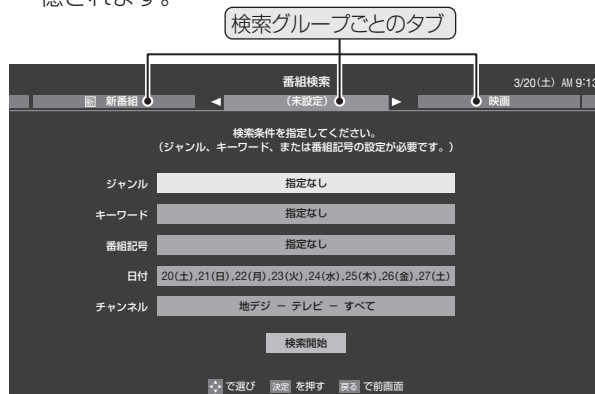 憶されます。
検索グループごとのタブ
番組検索
3/20(土) AM 9:13
新 新番組
(未設定)
映画
検索条件を指定してください。
(ジャンル、キーワード、または番組記号の設定が必要です。)
ジャンル 指定なし
キーワード 指定なし
番組記号 指定なし
日付 20(土),21(日),22(月),23(火),24(水),25(木),26(金),27(土)
チャンネル 地デジ － テレビ － すべて
検索開始
で選び 決定 を押す 戻る で前画面